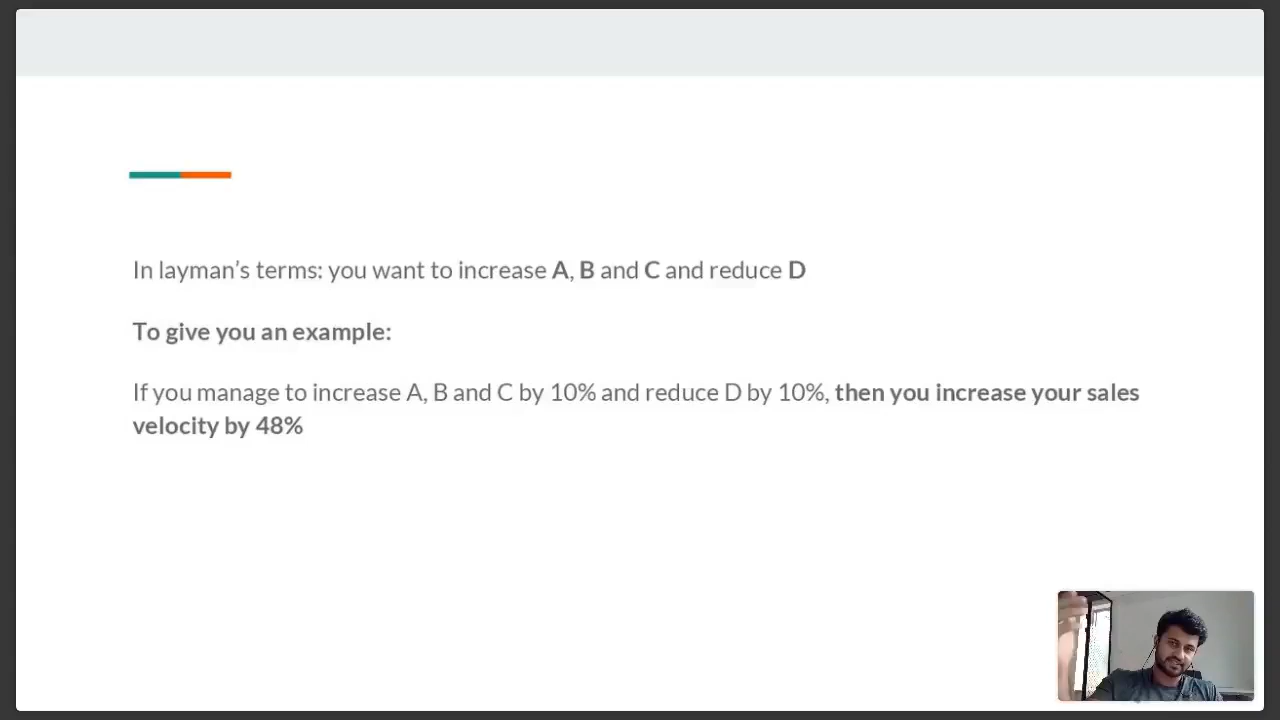 In layman's terms: you want to increase A, B and C and reduce D
To give you an example:
If you manage to increase A, B and C by 10% and reduce D by 10%, then you increase your sales
velocity by 48%